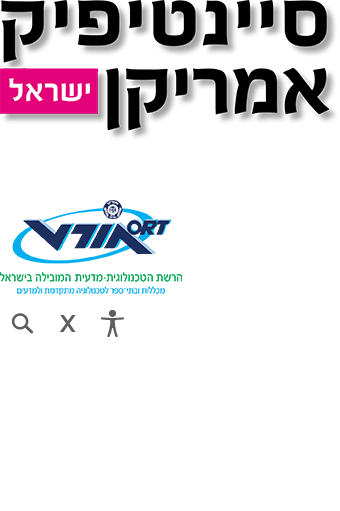 סיינטיפיק
אמריקן ישראל
אורט ORT
הרשת הטכנולוגית-מדעית המובילה בישראל
מכללות ובתי־ספר לטכנולוגיה מתקדמת ולמדעים
X